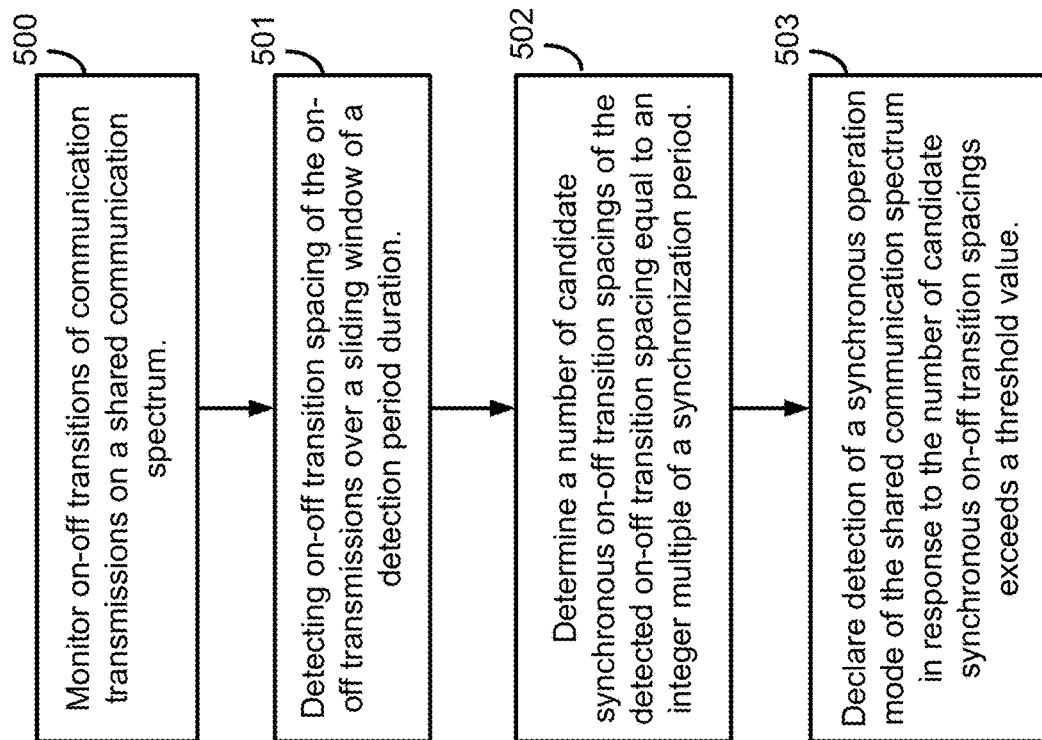 500
Monitor on-off transitions of communication
transmissions on a shared communication
spectrum.
501
Detecting on-off transition spacing of the on-
off transmissions over a sliding window of a
detection period duration.
502
Determine a number of candidate
synchronous on-off transition spacings of the
detected on-off transition spacing equal to an
integer multiple of a synchronization period.
503
Declare detection of a synchronous operation
mode of the shared communication spectrum
in response to the number of candidate
synchronous on-off transition spacings
exceeds a threshold value.